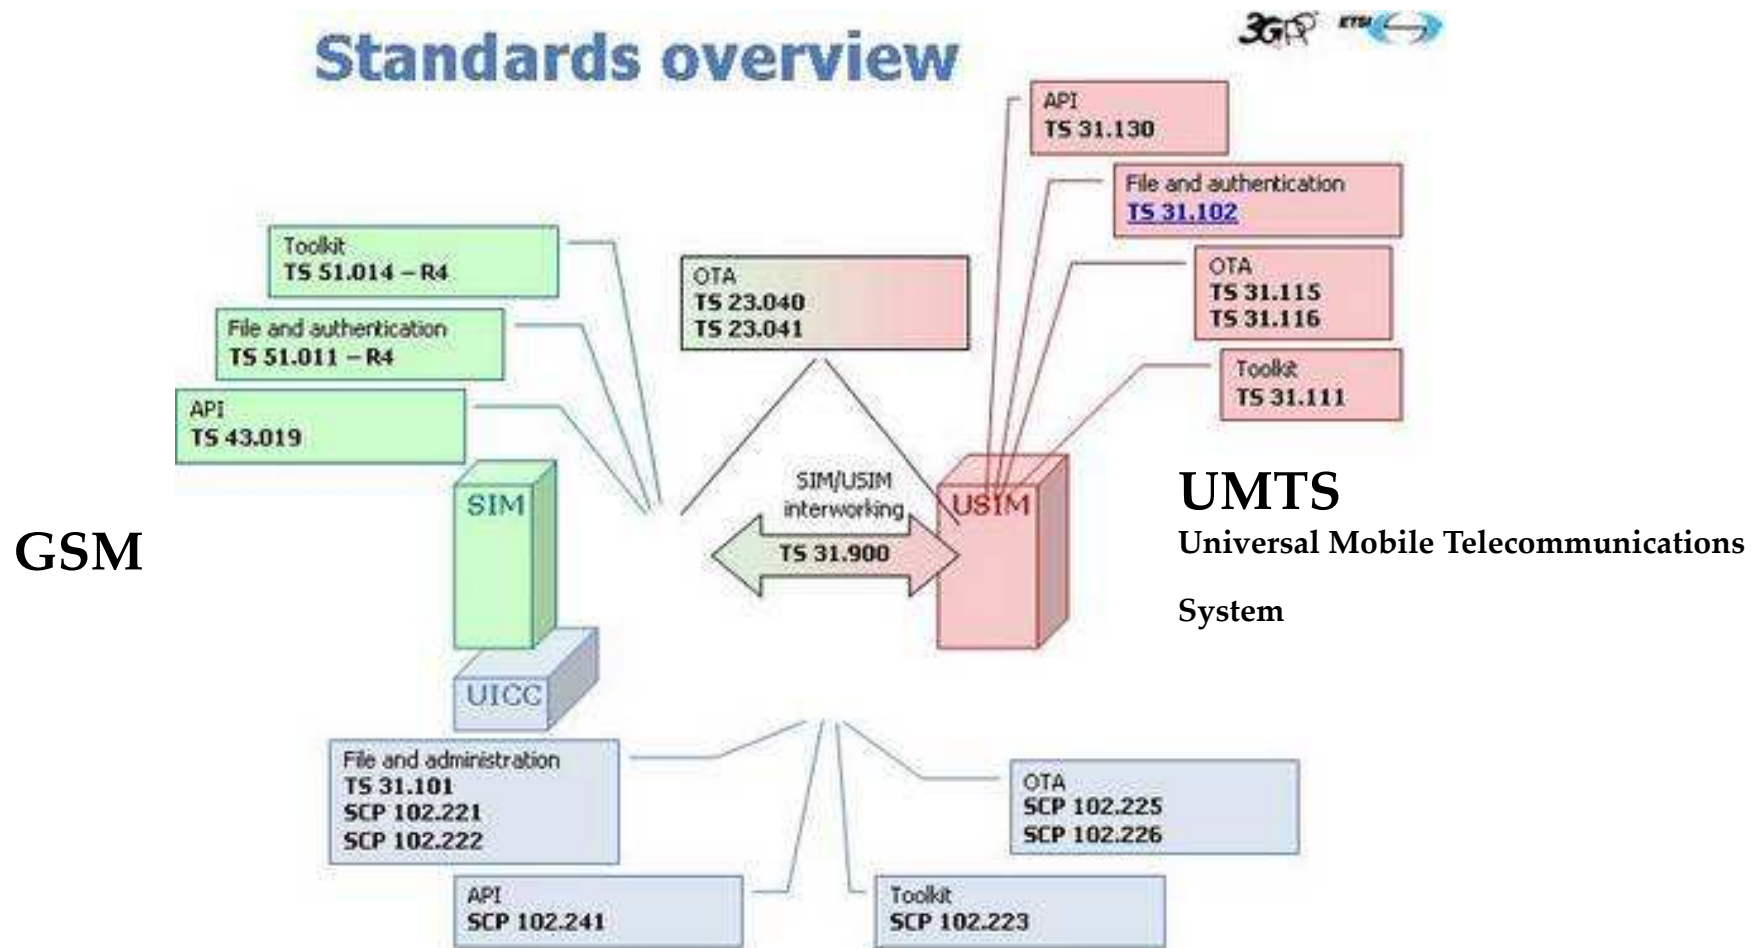 Standards overview
3GPP
ETSI
API
TS 31.130
File and authentication
TS 31.102
Toolkit
TS 51.014 – R4
OTA
TS 23.040
TS 23.041
OTA
TS 31.115
TS 31.116
File and authentication
TS 51.011 – R4
Toolkit
TS 31.111
API
TS 43.019
SIM
SIM/USIM
interworking
TS 31.900
USIM
GSM
UMTS
Universal Mobile Telecommunications
System
UICC
File and administration
TS 31.101
SCP 102.221
SCP 102.222
OTA
SCP 102.225
SCP 102.226
API
SCP 102.241
Toolkit
SCP 102.223